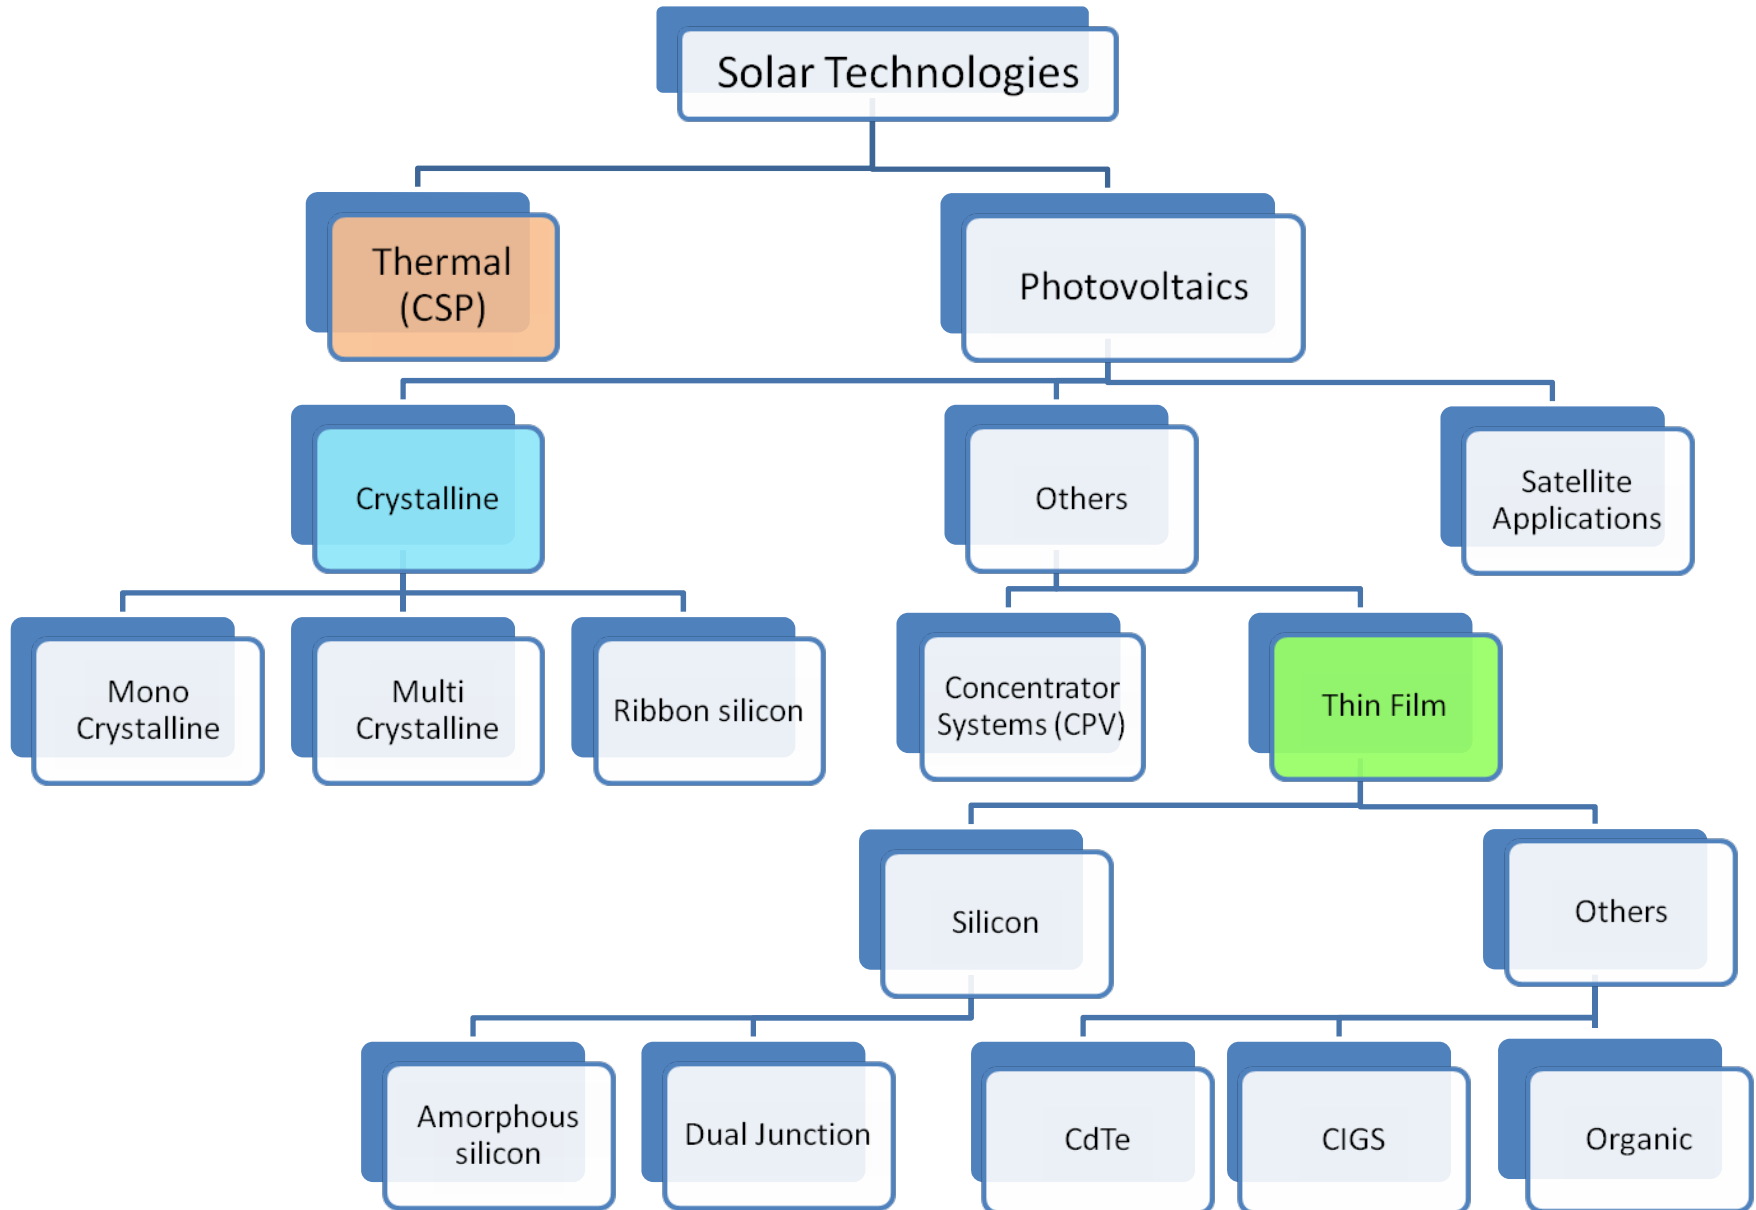 Solar Technologies
Thermal
(CSP)
Photovoltaics
Crystalline
Others
Satellite
Applications
Mono
Crystalline
Multi
Crystalline
Ribbon silicon
Concentrator
Systems (CPV)
Thin Film
Silicon
Others
Amorphous
silicon
Dual Junction
CdTe
CIGS
Organic